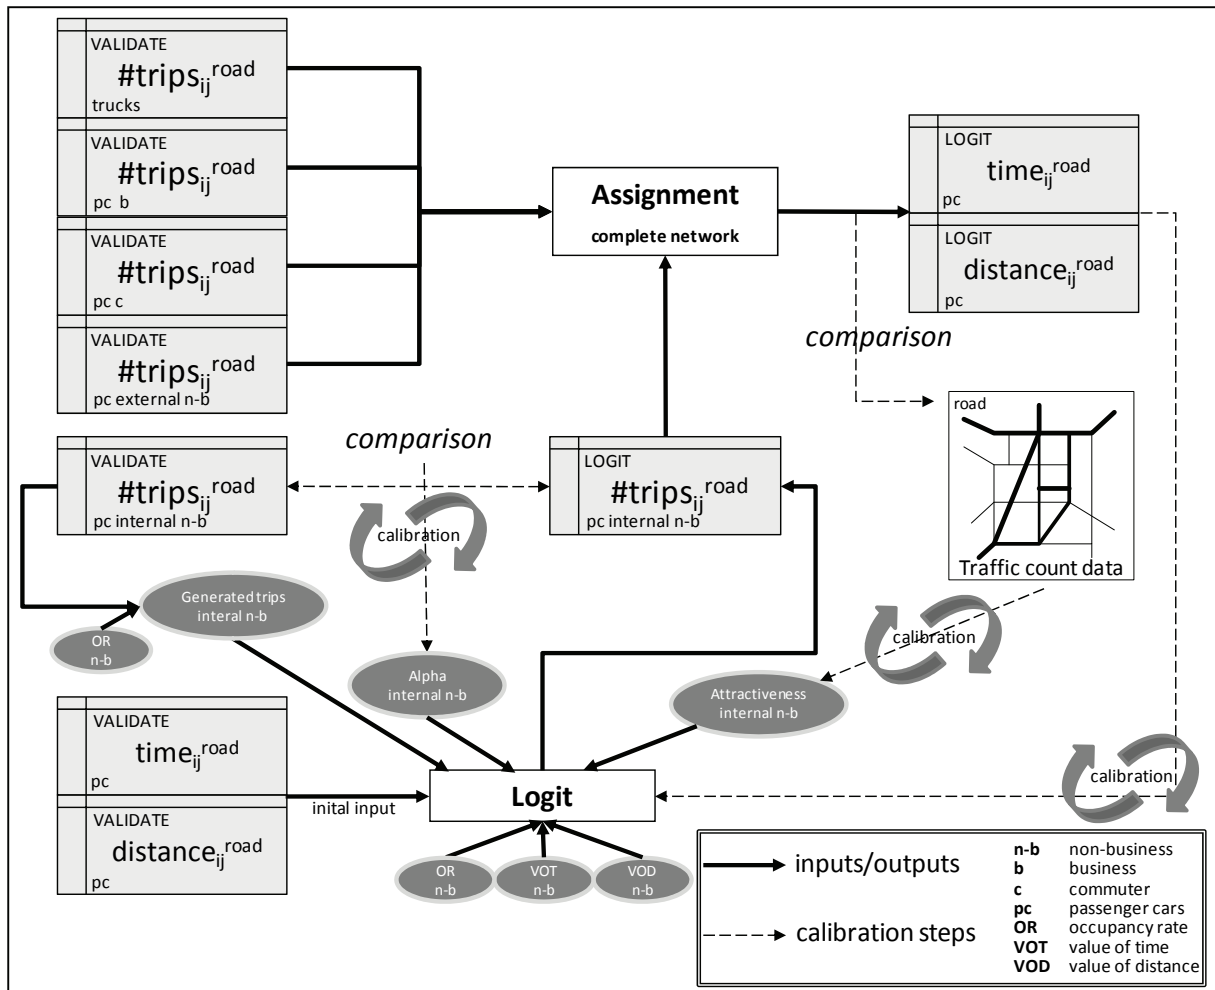 VALIDATE
#trips_ij^road
trucks
VALIDATE
#trips_ij^road
pc b
VALIDATE
#trips_ij^road
pc c
VALIDATE
#trips_ij^road
pc external n-b
Assignment
complete network
LOGIT
time_ij^road
pc
LOGIT
distance_ij^road
pc
comparison
road
Traffic count data
VALIDATE
#trips_ij^road
pc internal n-b
comparison
calibration
LOGIT
#trips_ij^road
pc internal n-b
calibration
Generated trips
interal n-b
OR
n-b
Alpha
internal n-b
Attractiveness
internal n-b
VALIDATE
time_ij^road
pc
VALIDATE
distance_ij^road
pc
inital input
Logit
calibration
OR
n-b
VOT
n-b
VOD
n-b
inputs/outputs
calibration steps
n-b non-business
b business
c commuter
pc passenger cars
OR occupancy rate
VOT value of time
VOD value of distance